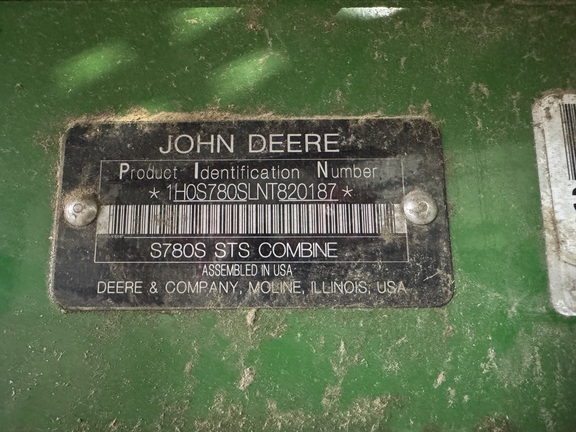 JOHN DEERE
Product Identification Number
*1H0S780SLNT820187*
S780S STS COMBINE
ASSEMBLED IN USA
DEERE & COMPANY, MOLINE, ILLINOIS, USA